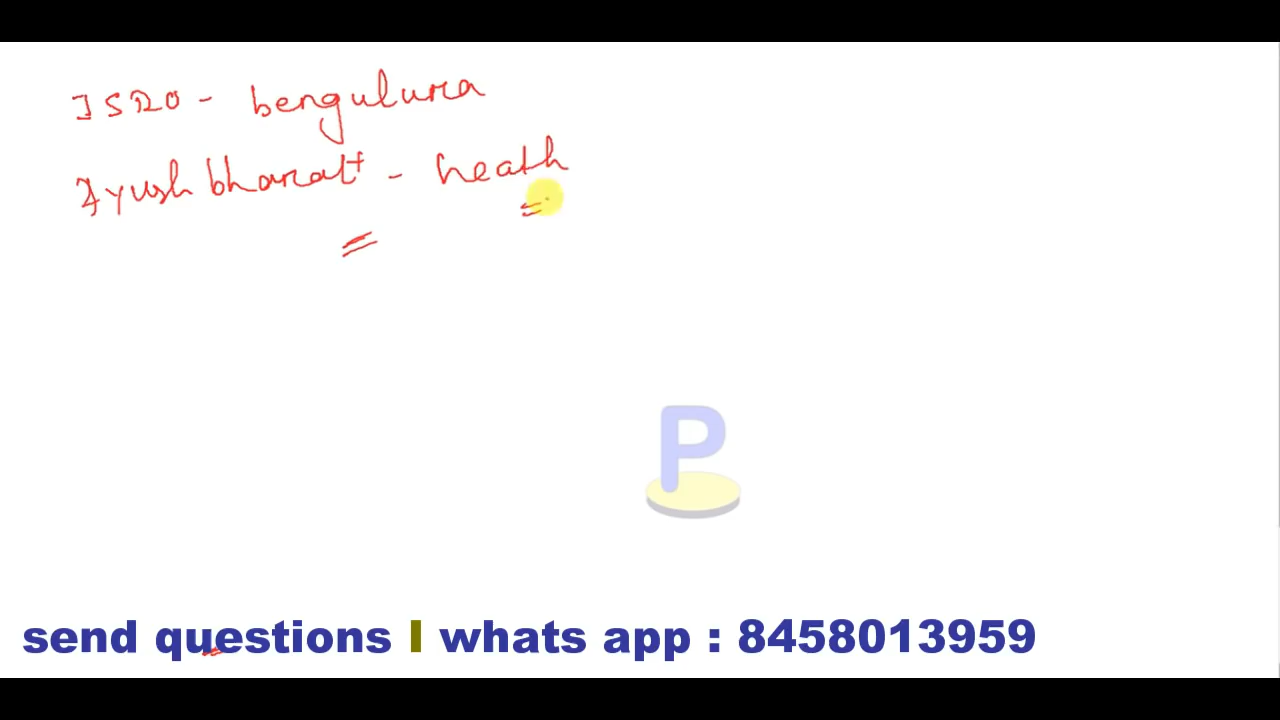 ISRO - bengulura
Ayush bharat - heath
P
send questions I whats app : 8458013959